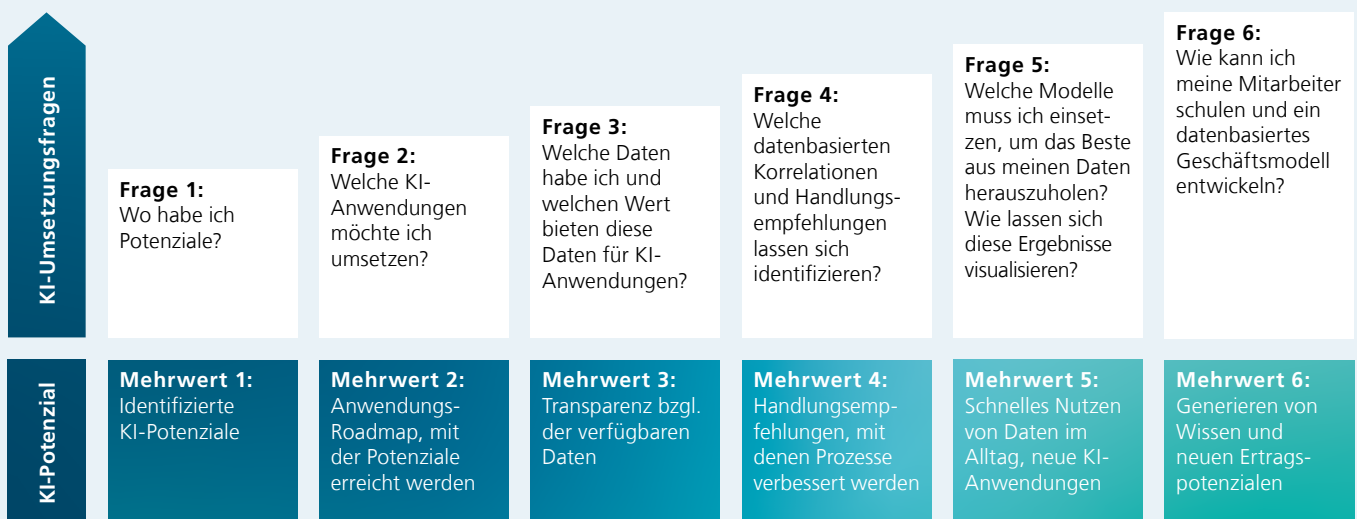 KI-Umsetzungsfragen
Frage 1:
Wo habe ich
Potenziale?
Frage 2:
Welche KI-
Anwendungen
möchte ich
umsetzen?
Frage 3:
Welche Daten
habe ich und
welchen Wert
bieten diese
Daten für KI-
Anwendungen?
Frage 4:
Welche
datenbasierten
Korrelationen
und Handlungs-
empfehlungen
lassen sich
identifizieren?
Frage 5:
Welche Modelle
muss ich einset-
zen, um das Beste
aus meinen Daten
herauszuholen?
Wie lassen sich
diese Ergebnisse
visualisieren?
Frage 6:
Wie kann ich
meine Mitarbeiter
schulen und ein
datenbasiertes
Geschäftsmodell
entwickeln?
KI-Potenzial
Mehrwert 1:
Identifizierte
KI-Potenziale
Mehrwert 2:
Anwendungs-
Roadmap, mit
der Potenziale
erreicht werden
Mehrwert 3:
Transparenz bzgl.
der verfügbaren
Daten
Mehrwert 4:
Handlungsemp-
fehlungen, mit
denen Prozesse
verbessert werden
Mehrwert 5:
Schnelles Nutzen
von Daten im
Alltag, neue KI-
Anwendungen
Mehrwert 6:
Generieren von
Wissen und
neuen Ertrags-
potenzialen